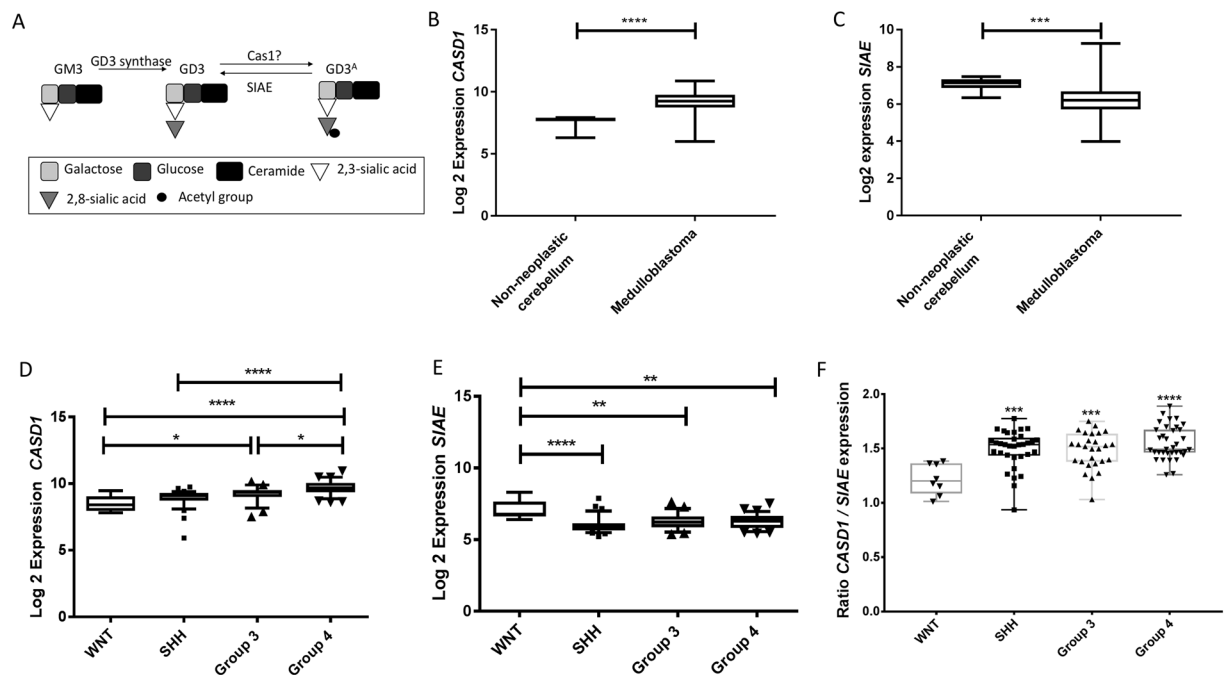 A
GM3
GD3 synthase
GD3
Cas1?
SIAE
GD3ᴬ
Galactose
Glucose
Ceramide
2,3-sialic acid
2,8-sialic acid
Acetyl group
B
****
Log 2 Expression CASD1
15
10
5
0
Non-neoplastic
cerebellum
Medulloblastoma
C
***
Log2 expression SIAE
10
8
6
4
2
0
Non-neoplastic
cerebellum
Medulloblastoma
D
****
****
*
*
Log 2 Expression CASD1
15
10
5
0
WNT
SHH
Group 3
Group 4
E
**
**
****
Log 2 Expression SIAE
15
10
5
0
WNT
SHH
Group 3
Group 4
F
***
***
****
Ratio CASD1 / SIAE expression
2.0
1.5
1.0
0.5
0.0
WNT
SHH
Group 3
Group 4